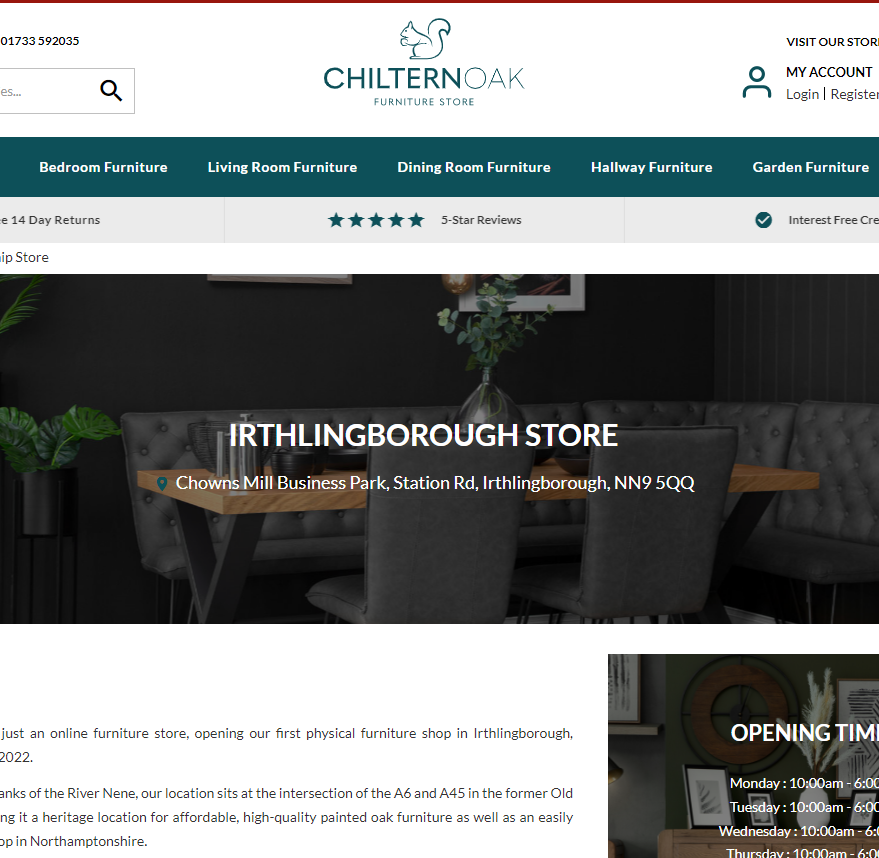 01733 592035
VISIT OUR STOR
CHILTERNOAK
FURNITURE STORE
es...
MY ACCOUNT
Login | Register
Bedroom Furniture Living Room Furniture Dining Room Furniture Hallway Furniture Garden Furniture
e 14 Day Returns 5-Star Reviews Interest Free Cre
ip Store
IRTHLINGBOROUGH STORE
Chowns Mill Business Park, Station Rd, Irthlingborough, NN9 5QQ
just an online furniture store, opening our first physical furniture shop in Irthlingborough,
2022.
anks of the River Nene, our location sits at the intersection of the A6 and A45 in the former Old
ng it a heritage location for affordable, high-quality painted oak furniture as well as an easily
op in Northamptonshire.
OPENING TIM
Monday : 10:00am - 6:00
Tuesday : 10:00am - 6:00
Wednesday : 10:00am - 6:0
Thursday : 10:00am - 6:00